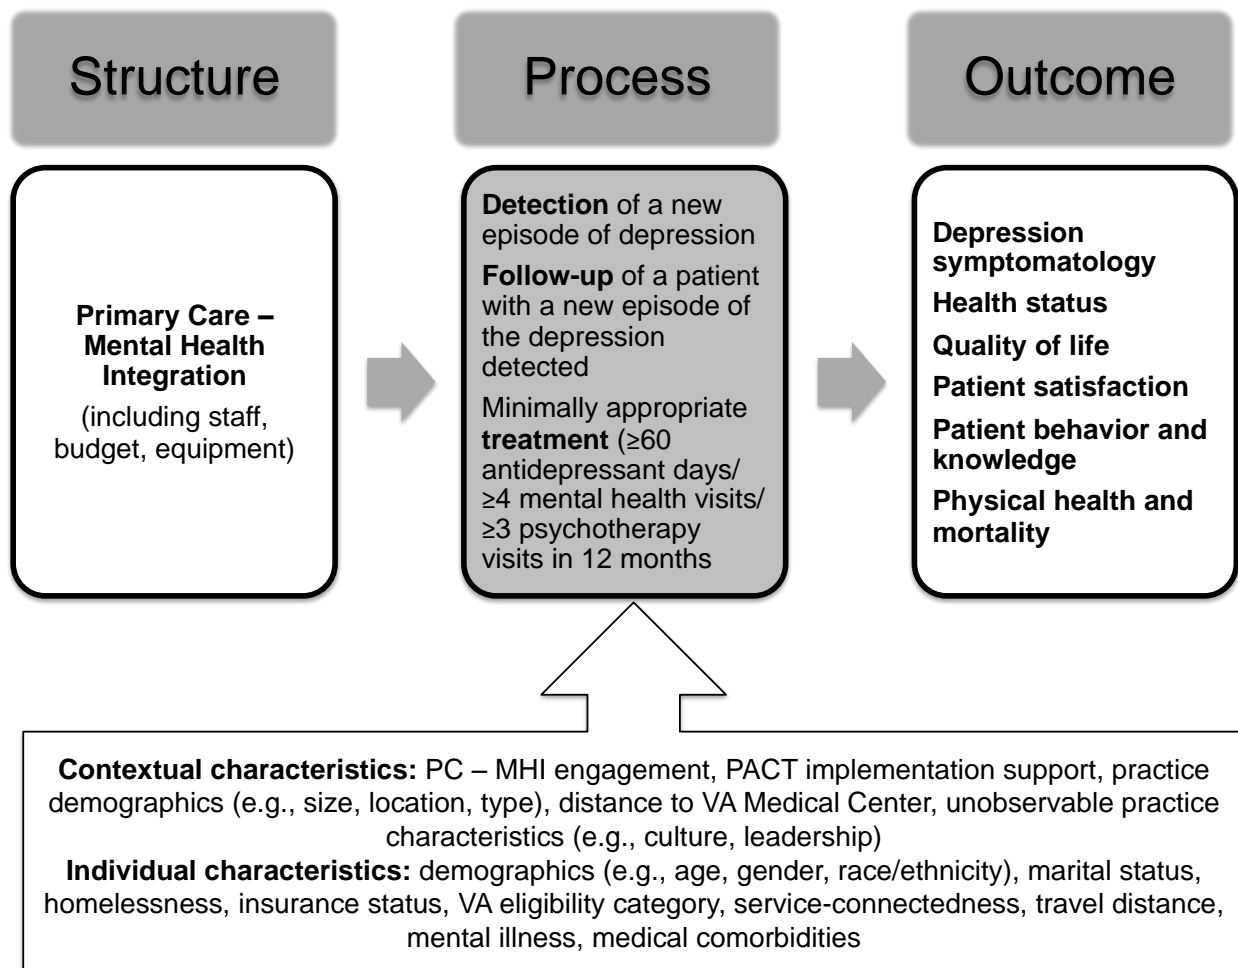 Structure
Process
Outcome
Primary Care –
Mental Health
Integration
(including staff,
budget, equipment)
Detection of a new
episode of depression
Follow-up of a patient
with a new episode of
the depression
detected
Minimally appropriate
treatment (≥60
antidepressant days/
≥4 mental health visits/
≥3 psychotherapy
visits in 12 months
Depression
symptomatology
Health status
Quality of life
Patient satisfaction
Patient behavior and
knowledge
Physical health and
mortality
Contextual characteristics: PC – MHI engagement, PACT implementation support, practice
demographics (e.g., size, location, type), distance to VA Medical Center, unobservable practice
characteristics (e.g., culture, leadership)
Individual characteristics: demographics (e.g., age, gender, race/ethnicity), marital status,
homelessness, insurance status, VA eligibility category, service-connectedness, travel distance,
mental illness, medical comorbidities